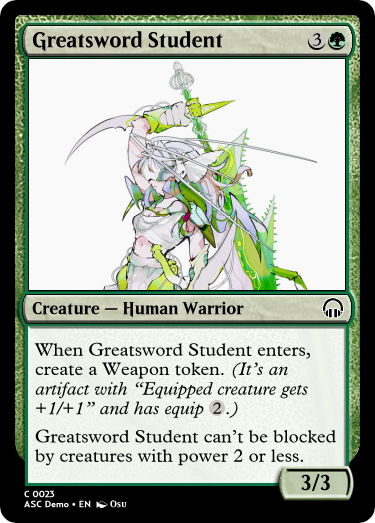 Greatsword Student 3
Creature — Human Warrior
When Greatsword Student enters,
create a Weapon token. (It's an
artifact with “Equipped creature gets
+1/+1” and has equip 2.)
Greatsword Student can't be blocked
by creatures with power 2 or less.
3/3
C 0023
ASC Demo • EN Osu